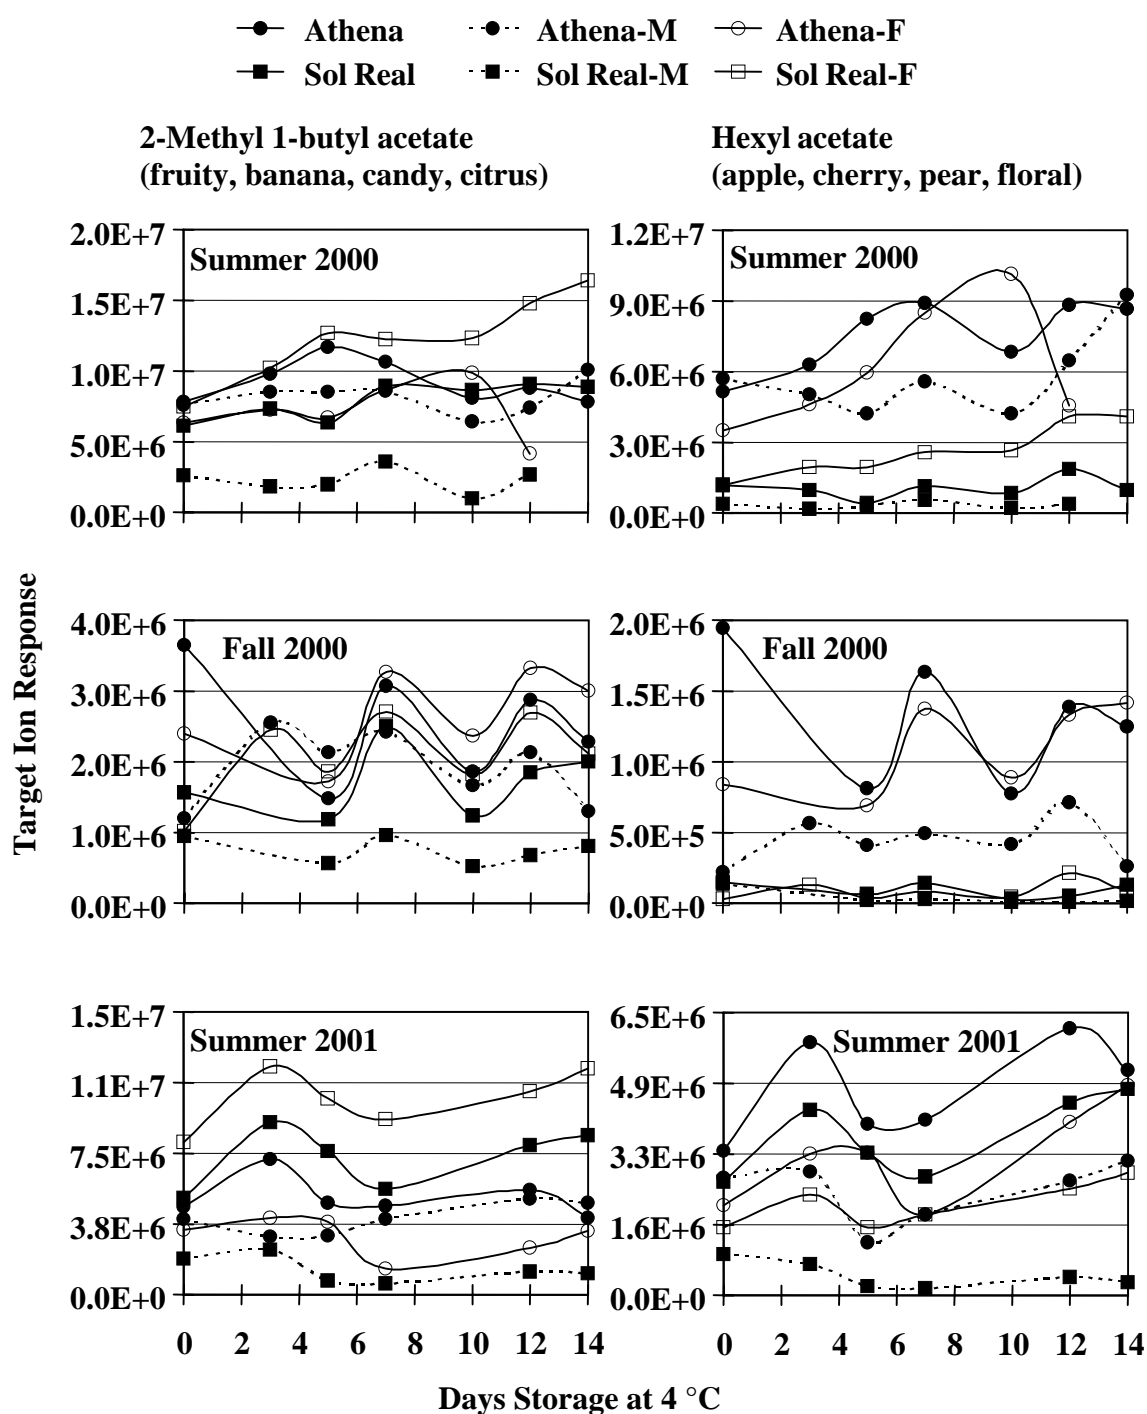 Athena Athena-M Athena-F
Sol Real Sol Real-M Sol Real-F
2-Methyl 1-butyl acetate
(fruity, banana, candy, citrus)
Hexyl acetate
(apple, cherry, pear, floral)
Target Ion Response
2.0E+7
1.5E+7
1.0E+7
5.0E+6
0.0E+0
Summer 2000
1.2E+7
9.0E+6
6.0E+6
3.0E+6
0.0E+0
Summer 2000
4.0E+6
3.0E+6
2.0E+6
1.0E+6
0.0E+0
Fall 2000
2.0E+6
1.5E+6
1.0E+6
5.0E+5
0.0E+0
Fall 2000
1.5E+7
1.1E+7
7.5E+6
3.8E+6
0.0E+0
Summer 2001
0 2 4 6 8 10 12 14
6.5E+6
4.9E+6
3.3E+6
1.6E+6
0.0E+0
Summer 2001
0 2 4 6 8 10 12 14
Days Storage at 4 °C